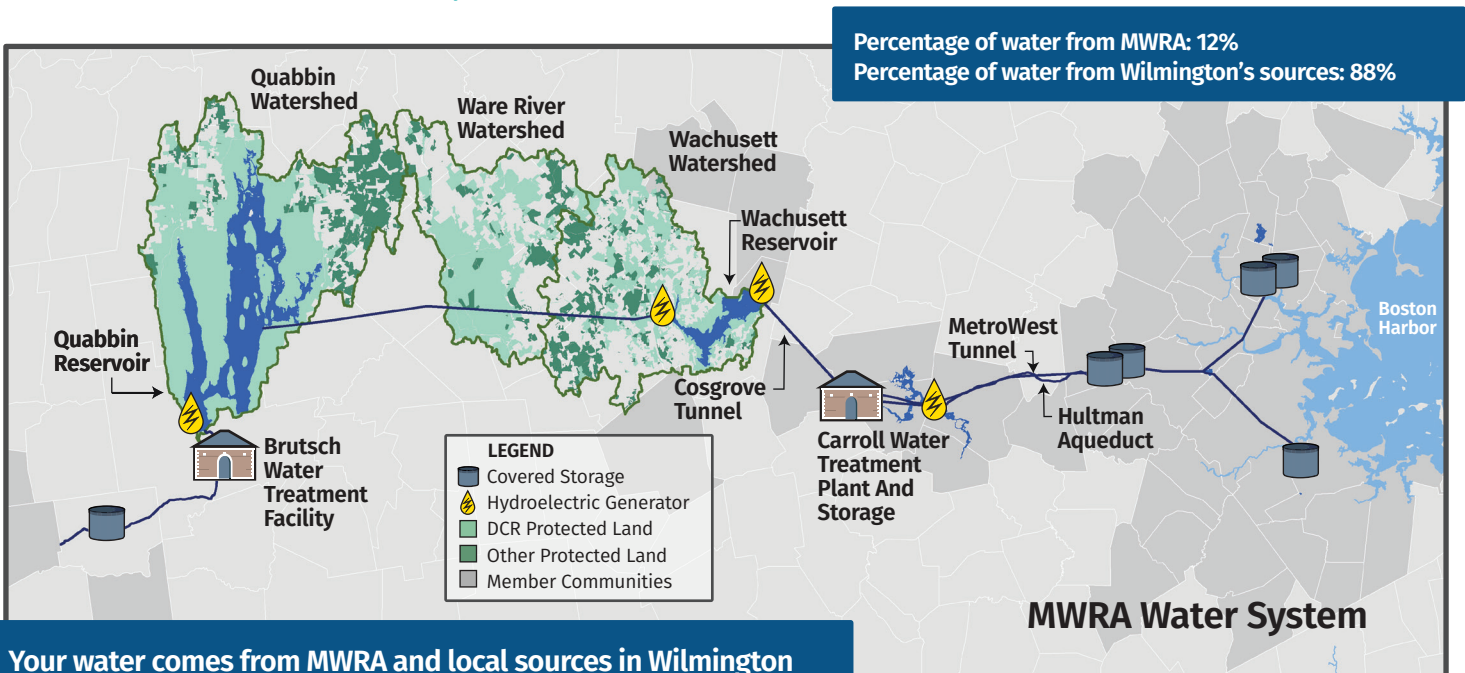 Percentage of water from MWRA: 12%
Percentage of water from Wilmington's sources: 88%
Quabbin
Watershed
Ware River
Watershed
Wachusett
Watershed
Wachusett
Reservoir
Quabbin
Reservoir
Cosgrove
Tunnel
MetroWest
Tunnel
Hultman
Aqueduct
Boston
Harbor
Brutsch
Water
Treatment
Facility
Carroll Water
Treatment
Plant And
Storage
LEGEND
Covered Storage
Hydroelectric Generator
DCR Protected Land
Other Protected Land
Member Communities
MWRA Water System
Your water comes from MWRA and local sources in Wilmington